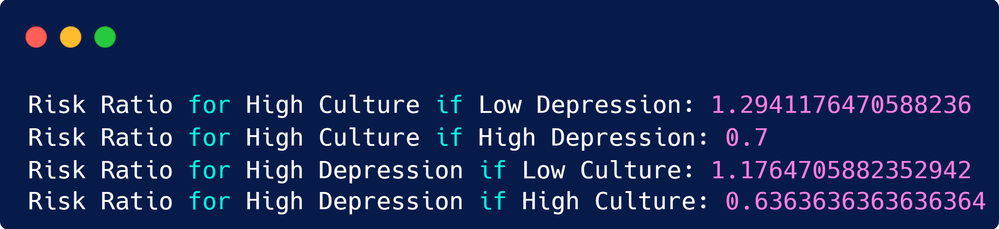 Risk Ratio for High Culture if Low Depression: 1.2941176470588236
Risk Ratio for High Culture if High Depression: 0.7
Risk Ratio for High Depression if Low Culture: 1.1764705882352942
Risk Ratio for High Depression if High Culture: 0.6363636363636364